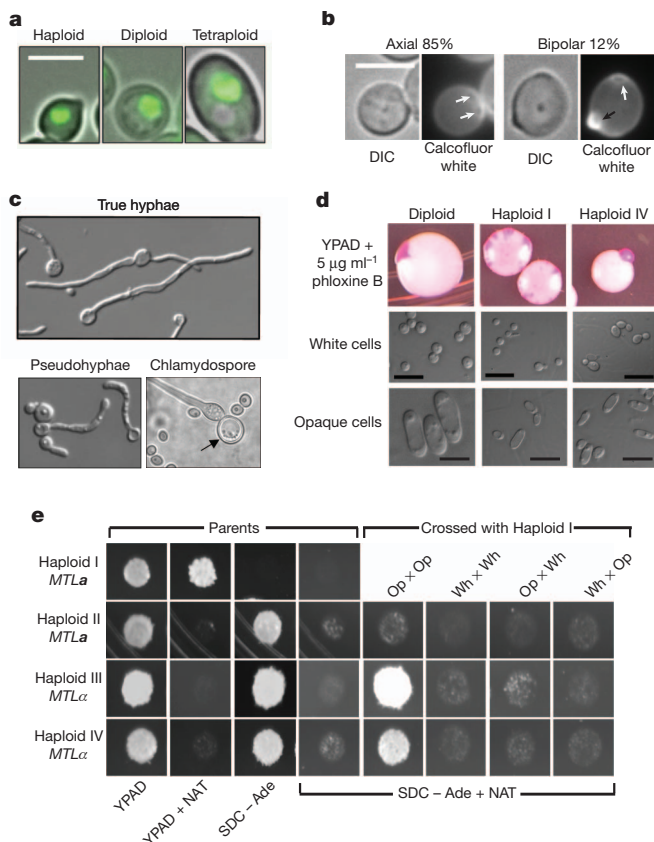 a
Haploid Diploid Tetraploid
b
Axial 85% Bipolar 12%
DIC Calcofluor white DIC Calcofluor white
c
True hyphae
Pseudohyphae Chlamydospore
d
Diploid Haploid I Haploid IV
YPAD +
5 µg ml⁻¹
phloxine B
White cells
Opaque cells
e
Parents Crossed with Haploid I
Haploid I
MTLa
Op × Op Wh × Wh Op × Wh Wh × Op
Haploid II
MTLa
Haploid III
MTLα
Haploid IV
MTLα
YPAD YPAD + NAT SDC – Ade SDC – Ade + NAT